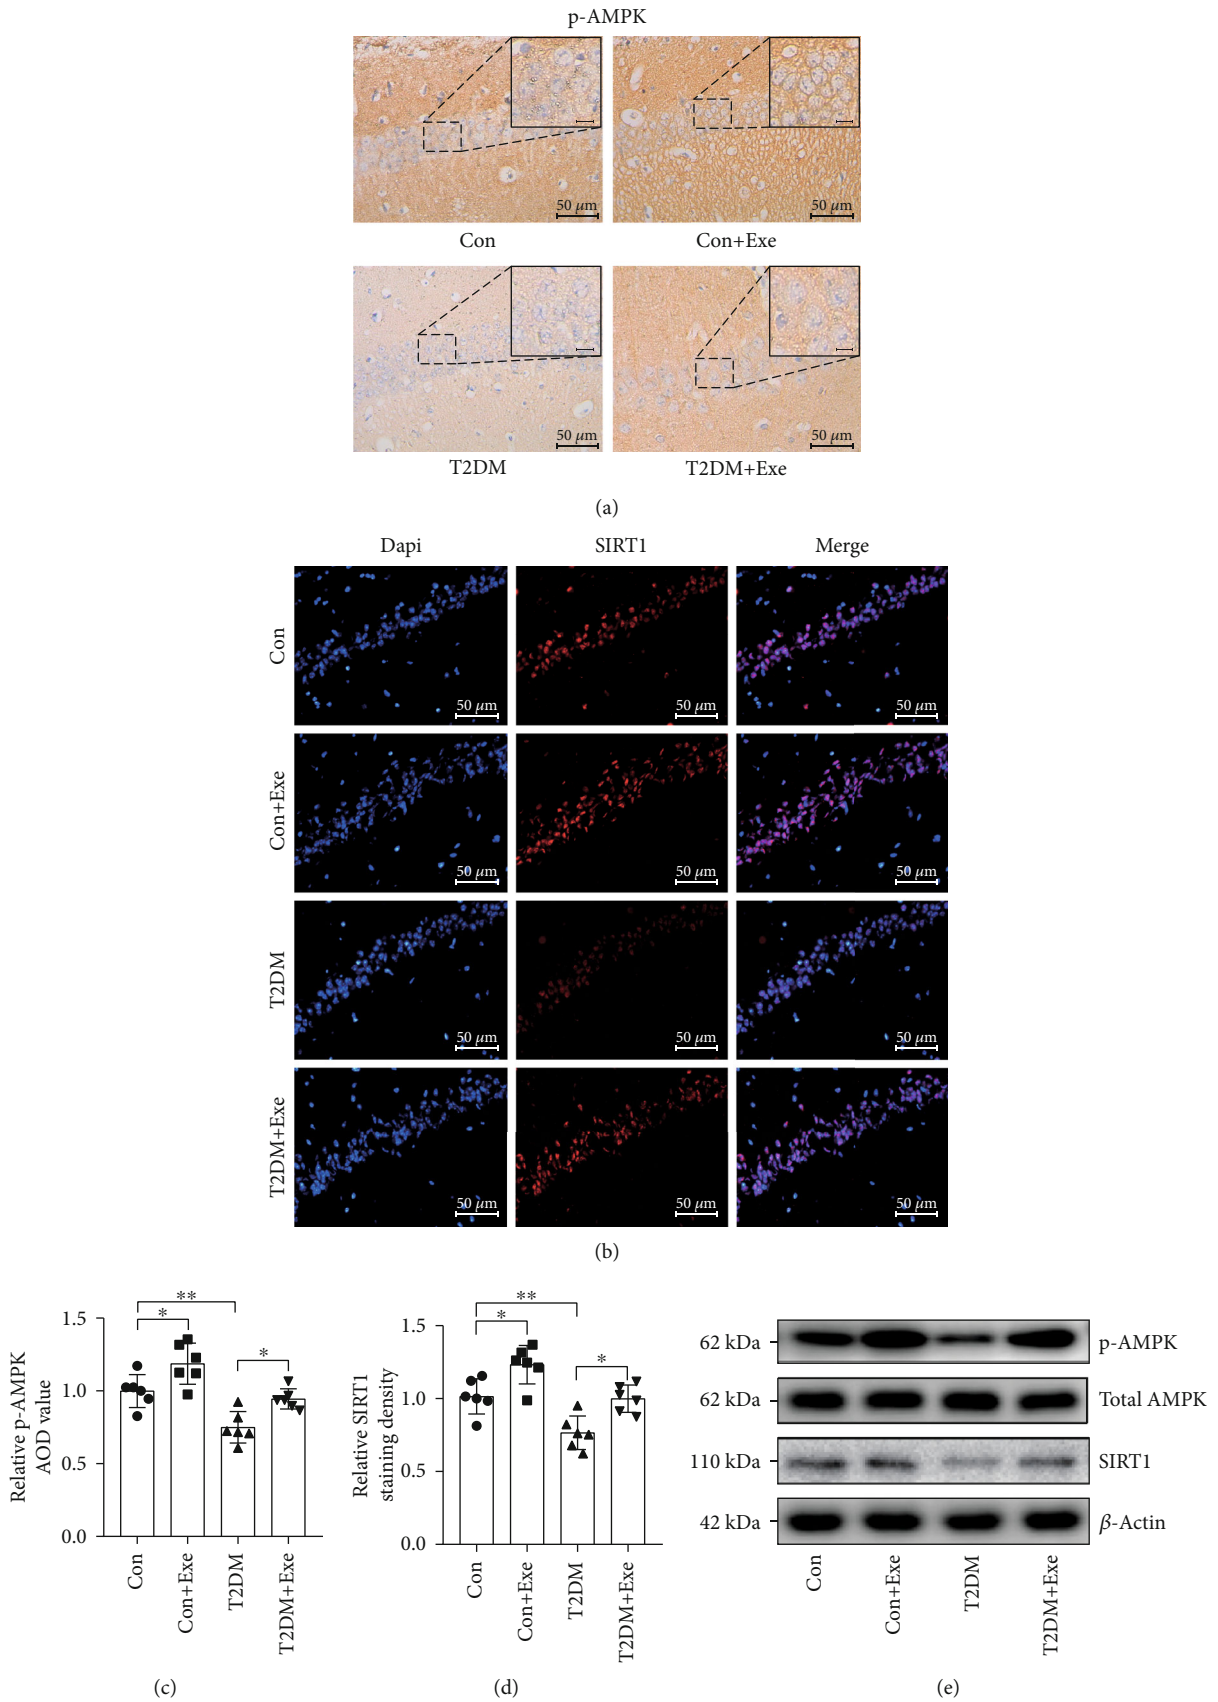 p-AMPK
50 μm
50 μm
Con
Con+Exe
50 μm
50 μm
T2DM
T2DM+Exe
(a)
Dapi
SIRT1
Merge
Con
50 μm
50 μm
50 μm
Con+Exe
50 μm
50 μm
50 μm
T2DM
50 μm
50 μm
50 μm
T2DM+Exe
50 μm
50 μm
50 μm
(b)
Relative p-AMPK
AOD value
1.5
1.0
0.5
0.0
**
*
*
Con
Con+Exe
T2DM
T2DM+Exe
(c)
Relative SIRT1
staining density
1.5
1.0
0.5
0.0
**
*
*
Con
Con+Exe
T2DM
T2DM+Exe
(d)
62 kDa
p-AMPK
62 kDa
Total AMPK
110 kDa
SIRT1
42 kDa
β-Actin
Con
Con+Exe
T2DM
T2DM+Exe
(e)